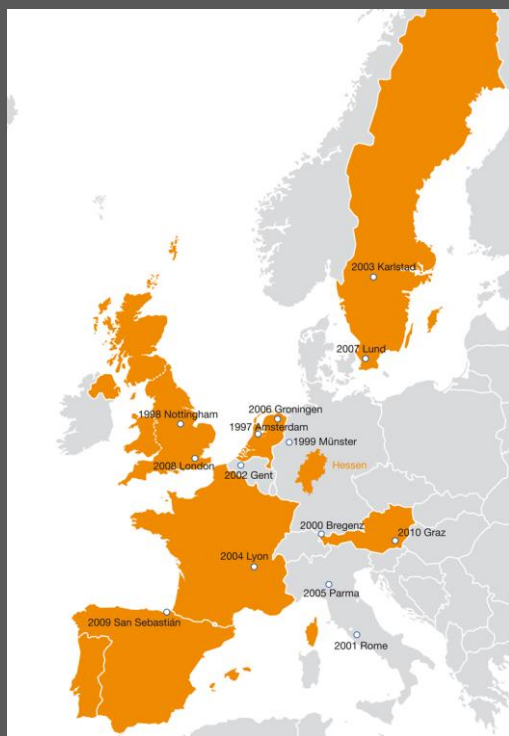 2003 Karlstad
2007 Lund
2006 Groningen
1998 Nottingham
1997 Amsterdam
1999 Münster
2008 London
Hessen
2002 Gent
2000 Bregenz
2010 Graz
2004 Lyon
2005 Parma
2009 San Sebastián
2001 Rome